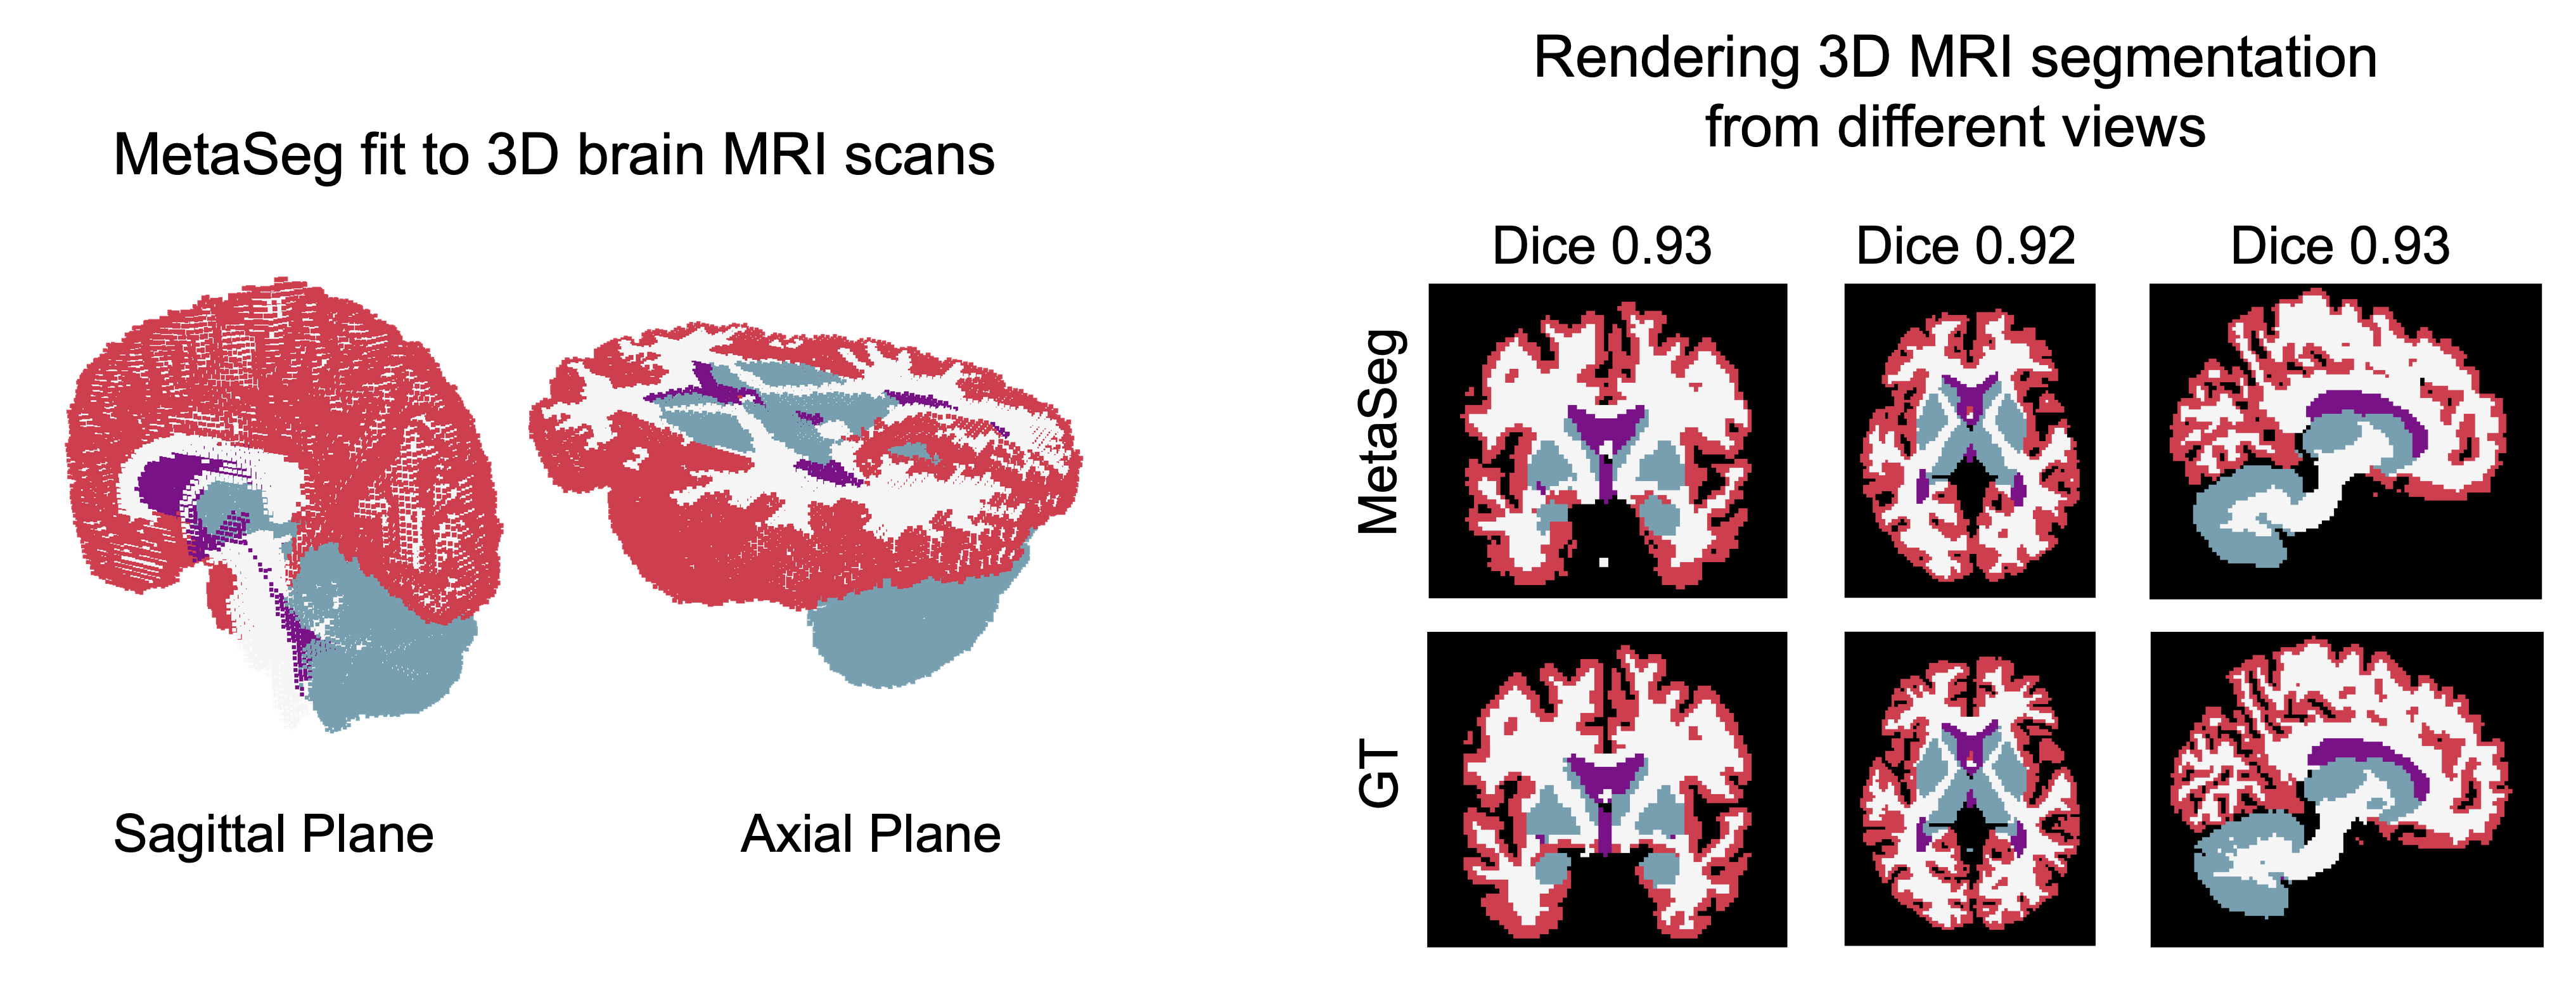 MetaSeg fit to 3D brain MRI scans
Sagittal Plane
Axial Plane
Rendering 3D MRI segmentation
from different views
Dice 0.93
Dice 0.92
Dice 0.93
MetaSeg
GT